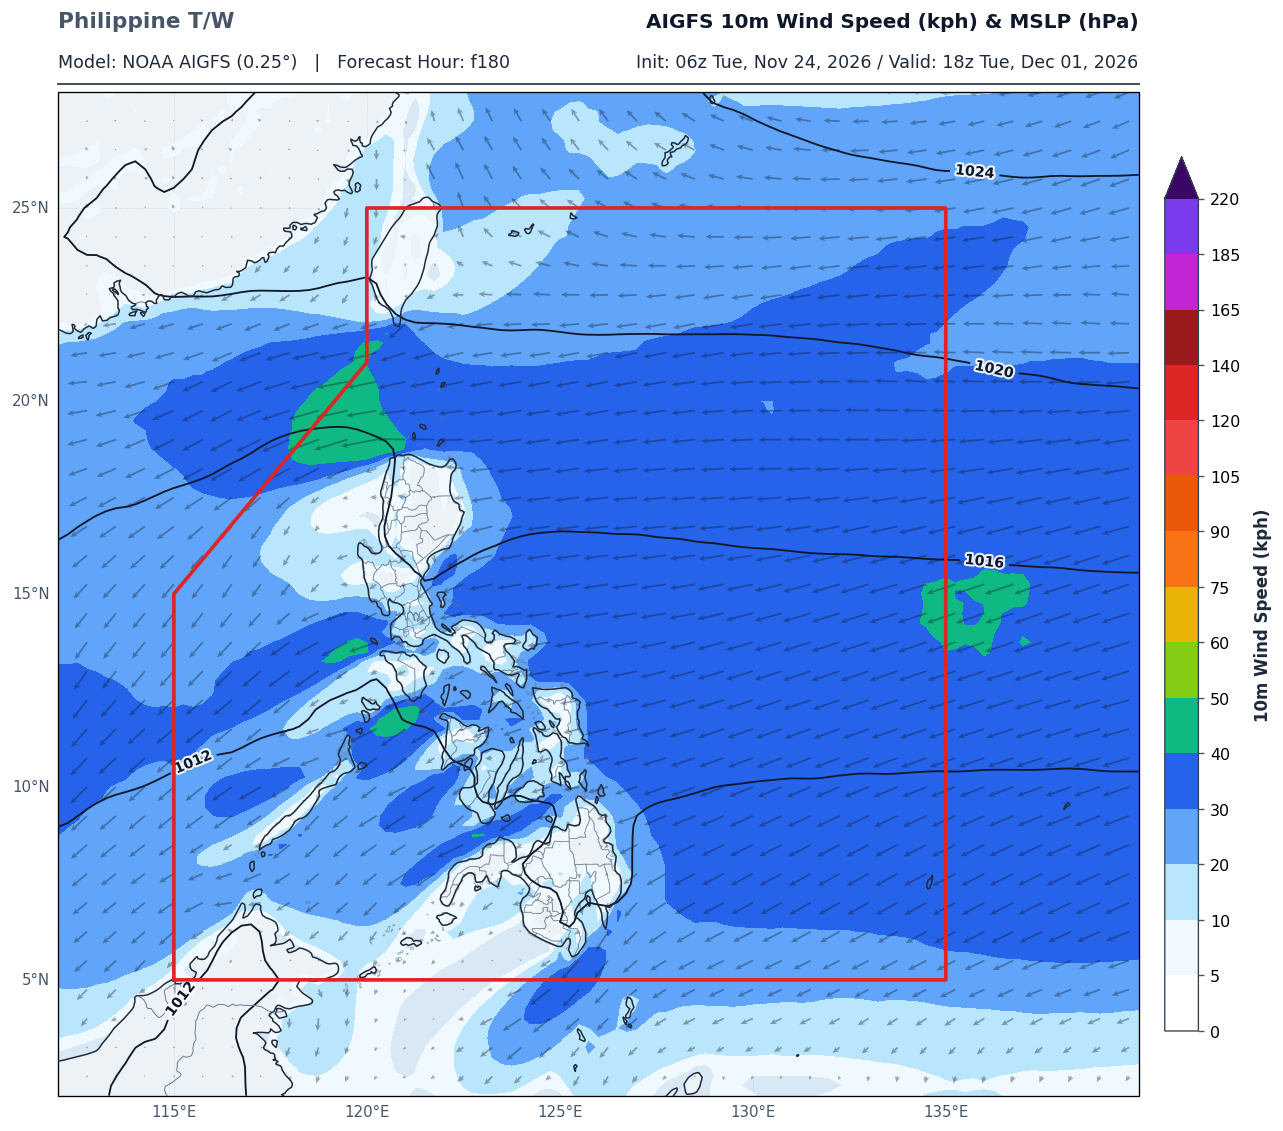 Philippine T/W
AIGFS 10m Wind Speed (kph) & MSLP (hPa)
Model: NOAA AIGFS (0.25°)   |   Forecast Hour: f180
Init: 06z Tue, Nov 24, 2026 / Valid: 18z Tue, Dec 01, 2026
1024
25°N
1020
20°N
1016
15°N
1012
10°N
5°N
1012
115°E
120°E
125°E
130°E
135°E
220
185
165
140
120
105
90
75
60
50
40
30
20
10
5
0
10m Wind Speed (kph)